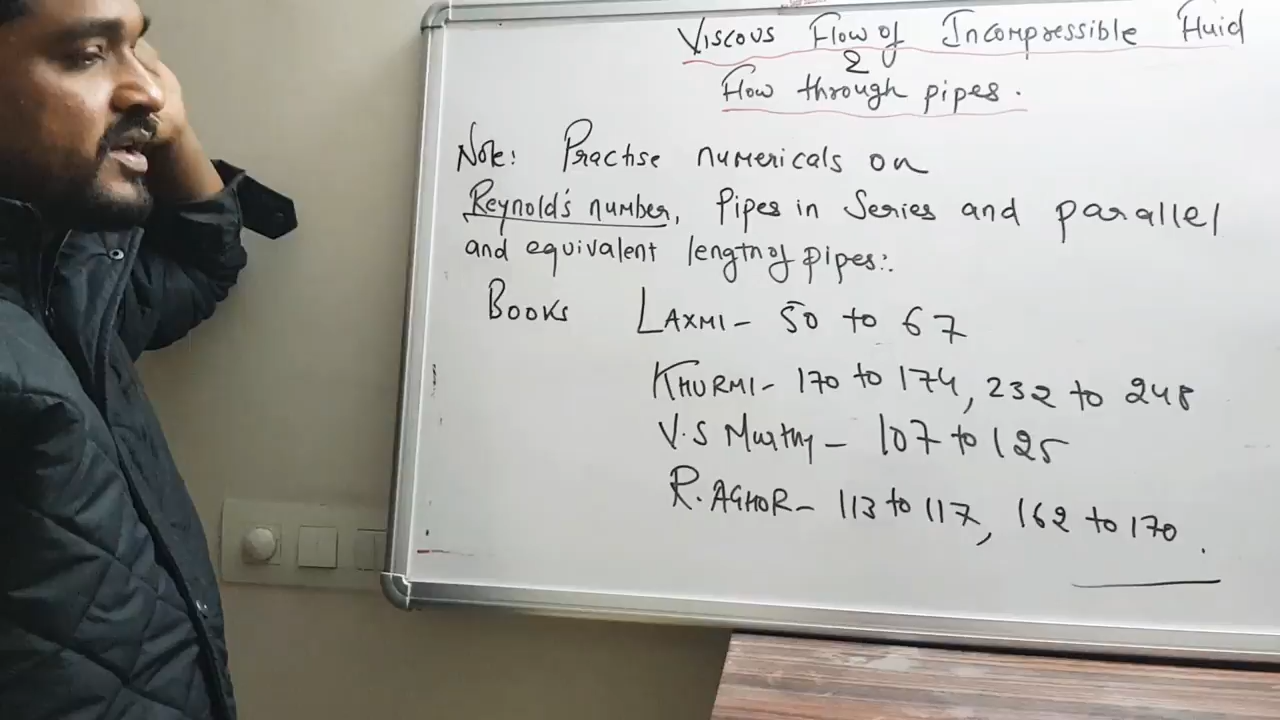 Viscous Flow of Incompressible Fluid
&
Flow through pipes.
Note: Practise numericals on
Reynold's number, Pipes in Series and parallel
and equivalent length of pipes:.
Books LAXMI - 50 to 67
KHURMI - 170 to 174, 232 to 248
V.S Murthy - 107 to 125
R. AGHOR - 113 to 117, 162 to 170.